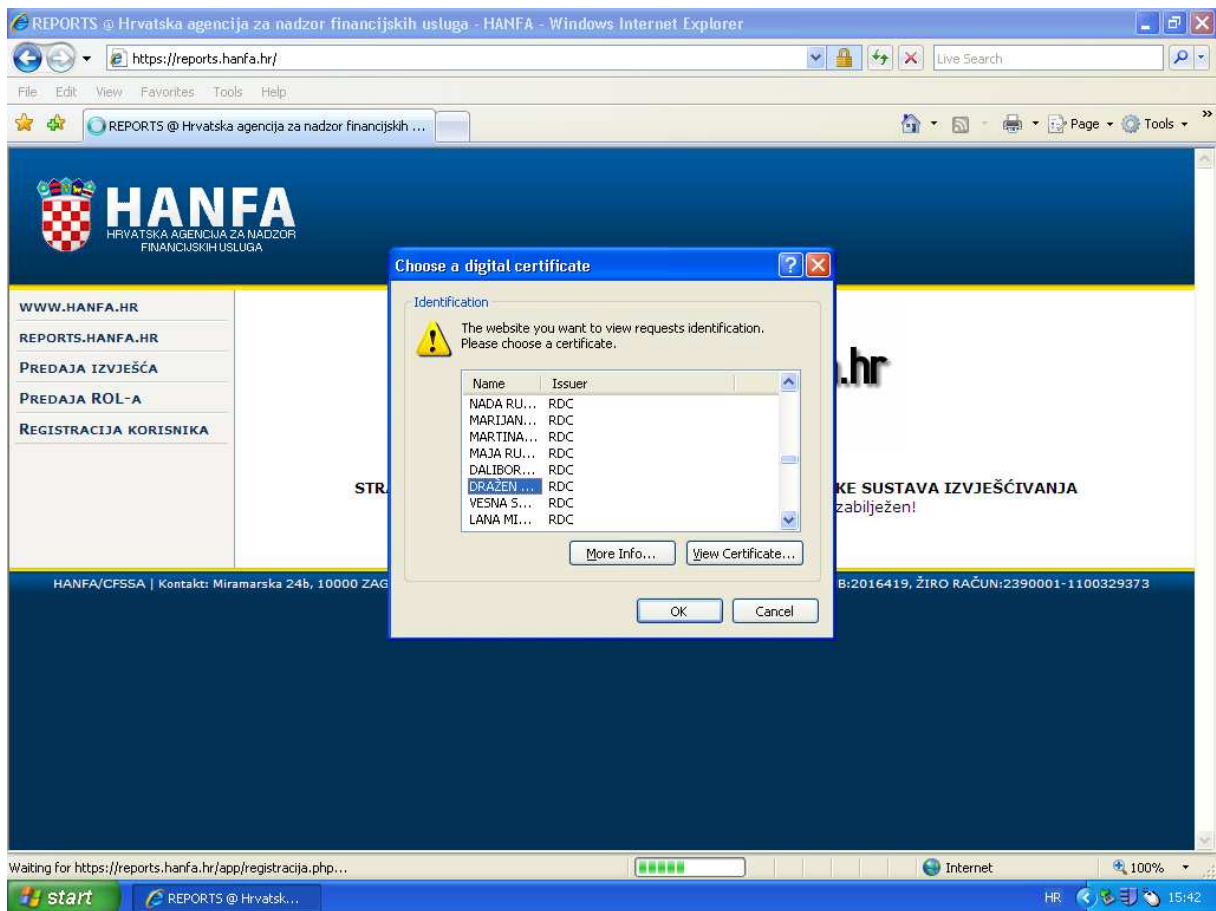 REPORTS @ Hrvatska agencija za nadzor financijskih usluga - HANFA - Windows Internet Explorer
https://reports.hanfa.hr/
Live Search
File Edit View Favorites Tools Help
REPORTS @ Hrvatska agencija za nadzor financijskih ...
Page Tools »
HANFA
HRVATSKA AGENCIJA ZA NADZOR
FINANCIJSKIH USLUGA
WWW.HANFA.HR
REPORTS.HANFA.HR
PREDAJA IZVJEŠĆA
PREDAJA ROL-A
REGISTRACIJA KORISNIKA
Choose a digital certificate
Identification
The website you want to view requests identification.
Please choose a certificate.
Name Issuer
NADA RU... RDC
MARIJAN... RDC
MARTINA... RDC
MAJA RU... RDC
DALIBOR... RDC
DRAŽEN ... RDC
VESNA S... RDC
LANA MI... RDC
More Info... View Certificate...
OK Cancel
.hr
STR
KE SUSTAVA IZVJEŠĆIVANJA
zabilježen!
HANFA/CFSSA | Kontakt: Miramarska 24b, 10000 ZAG
B:2016419, ŽIRO RAČUN:2390001-1100329373
Waiting for https://reports.hanfa.hr/app/registracija.php...
Internet
100%
start
REPORTS @ Hrvatsk...
HR
15:42